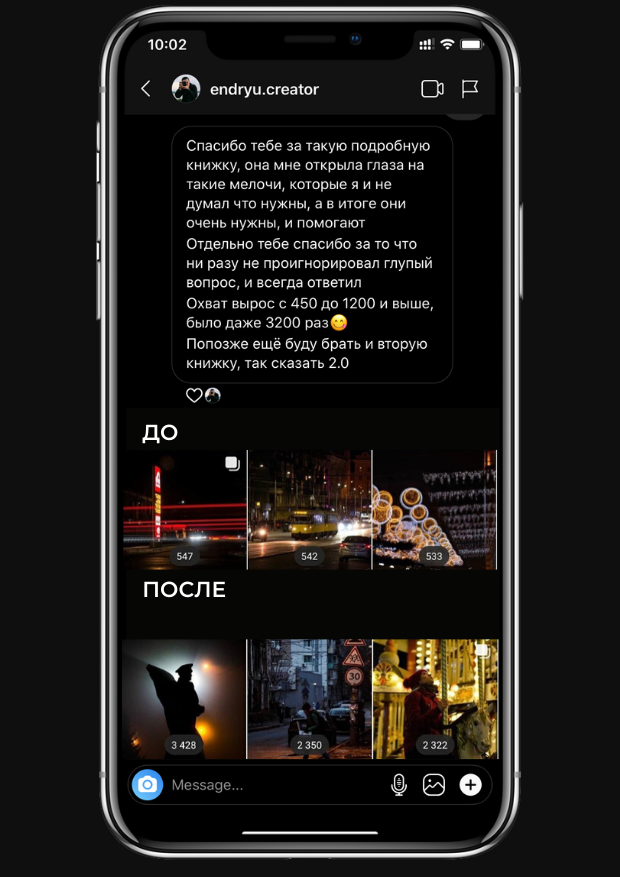 10:02
endryu.creator
Спасибо тебе за такую подробную
книжку, она мне открыла глаза на
такие мелочи, которые я и не
думал что нужны, а в итоге они
очень нужны, и помогают
Отдельно тебе спасибо за то что
ни разу не проигнорировал глупый
вопрос, и всегда ответил
Охват вырос с 450 до 1200 и выше,
было даже 3200 раз😋
Попозже ещё буду брать и вторую
книжку, так сказать 2.0
ДО
547
542
533
ПОСЛЕ
30
3 428
2 350
2 322
Message...